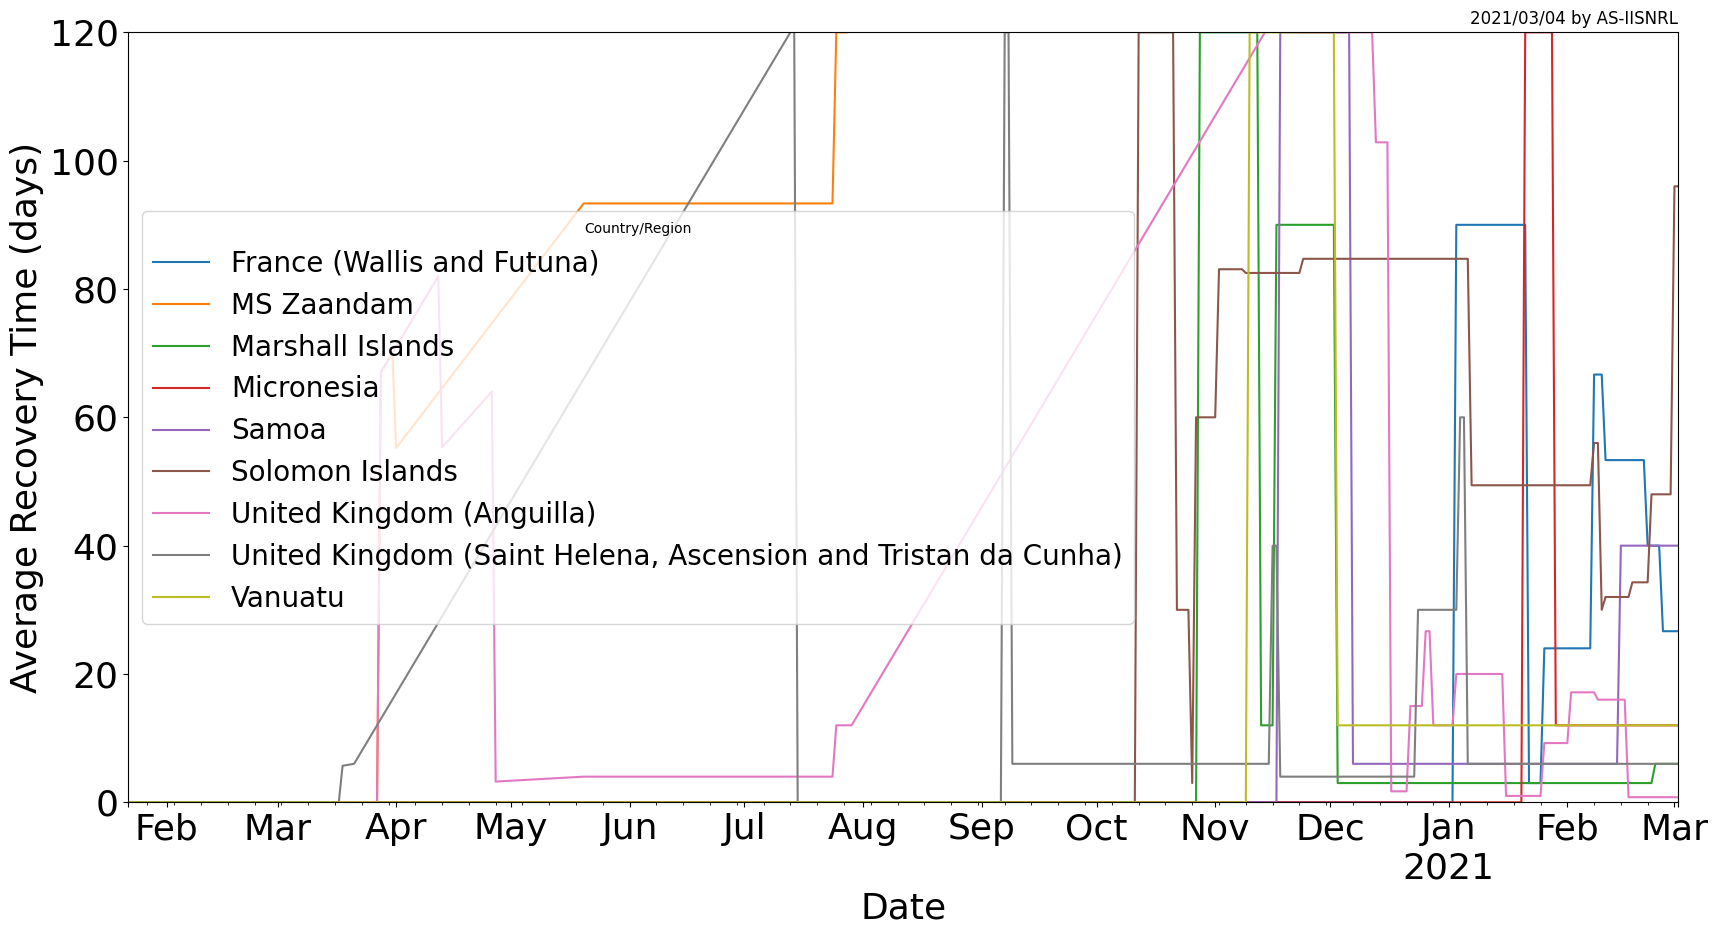 2021/03/04 by AS-IISNRL
120
100
80
60
40
20
0
Average Recovery Time (days)
Country/Region
France (Wallis and Futuna)
MS Zaandam
Marshall Islands
Micronesia
Samoa
Solomon Islands
United Kingdom (Anguilla)
United Kingdom (Saint Helena, Ascension and Tristan da Cunha)
Vanuatu
Feb Mar Apr May Jun Jul Aug Sep Oct Nov Dec Jan Feb Mar
2021
Date